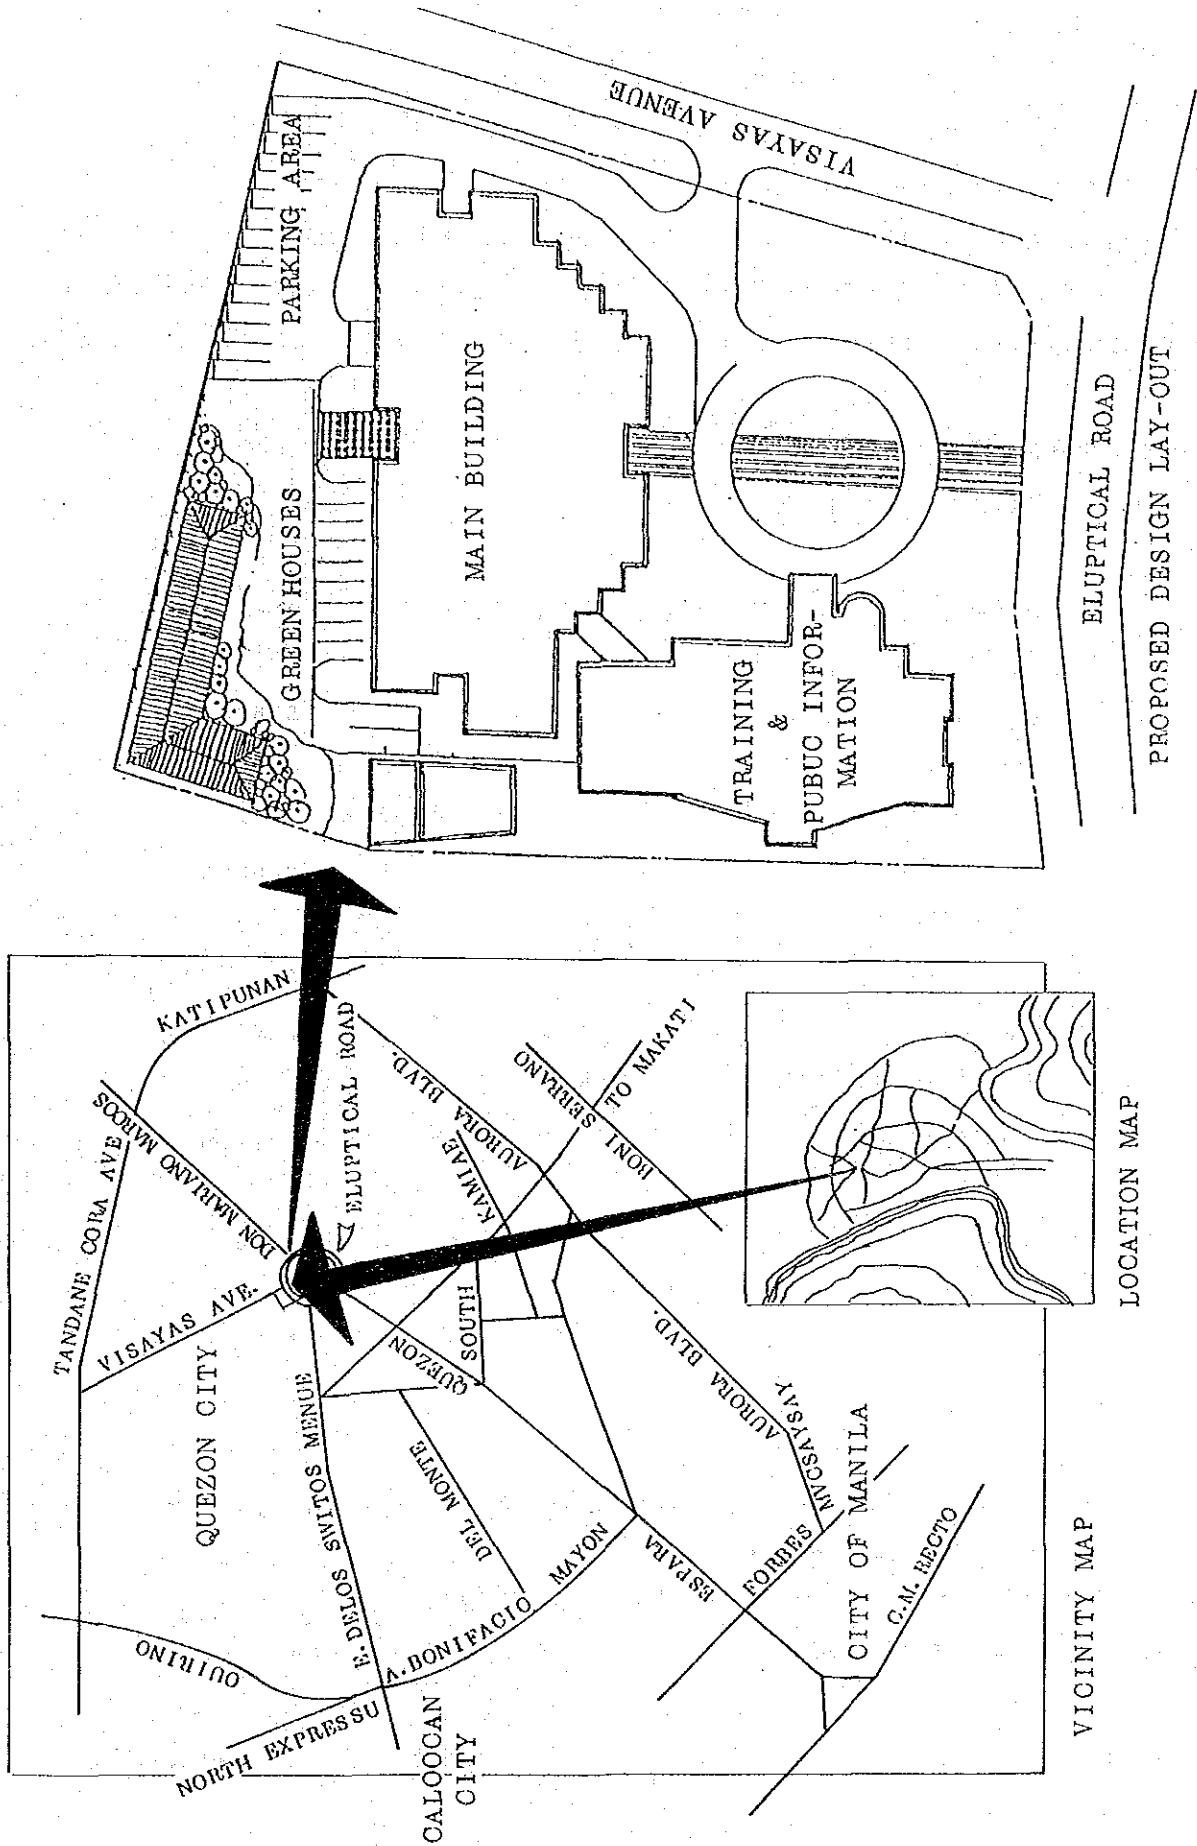 TANDANE CORA AVE
KATIPUNAN
DON MARIANO MARCOS
VISAYAS AVE.
ELUPTICAL ROAD
QUEZON CITY
QUIRINO
NORTH EXPRESSU
E. DELOS SWITOS MENUE
A. BONIFACIO
MAYON
DEL MONTE
QUEZON
SOUTH
KAMIAE
AURORA BLVD.
BONI SERRANO
TO MAKATI
AURORA BLVD.
MVGSAYSAY
ESPARA
FORBES
CITY OF MANILA
C.M. RECTO
CALOOCAN
CITY
VICINITY MAP
LOCATION MAP
PARKING AREA
GREEN HOUSES
MAIN BUILDING
TRAINING
&
PUBUC INFOR-
MATION
VISAYAS AVENUE
ELUPTICAL ROAD
PROPOSED DESIGN LAY-OUT